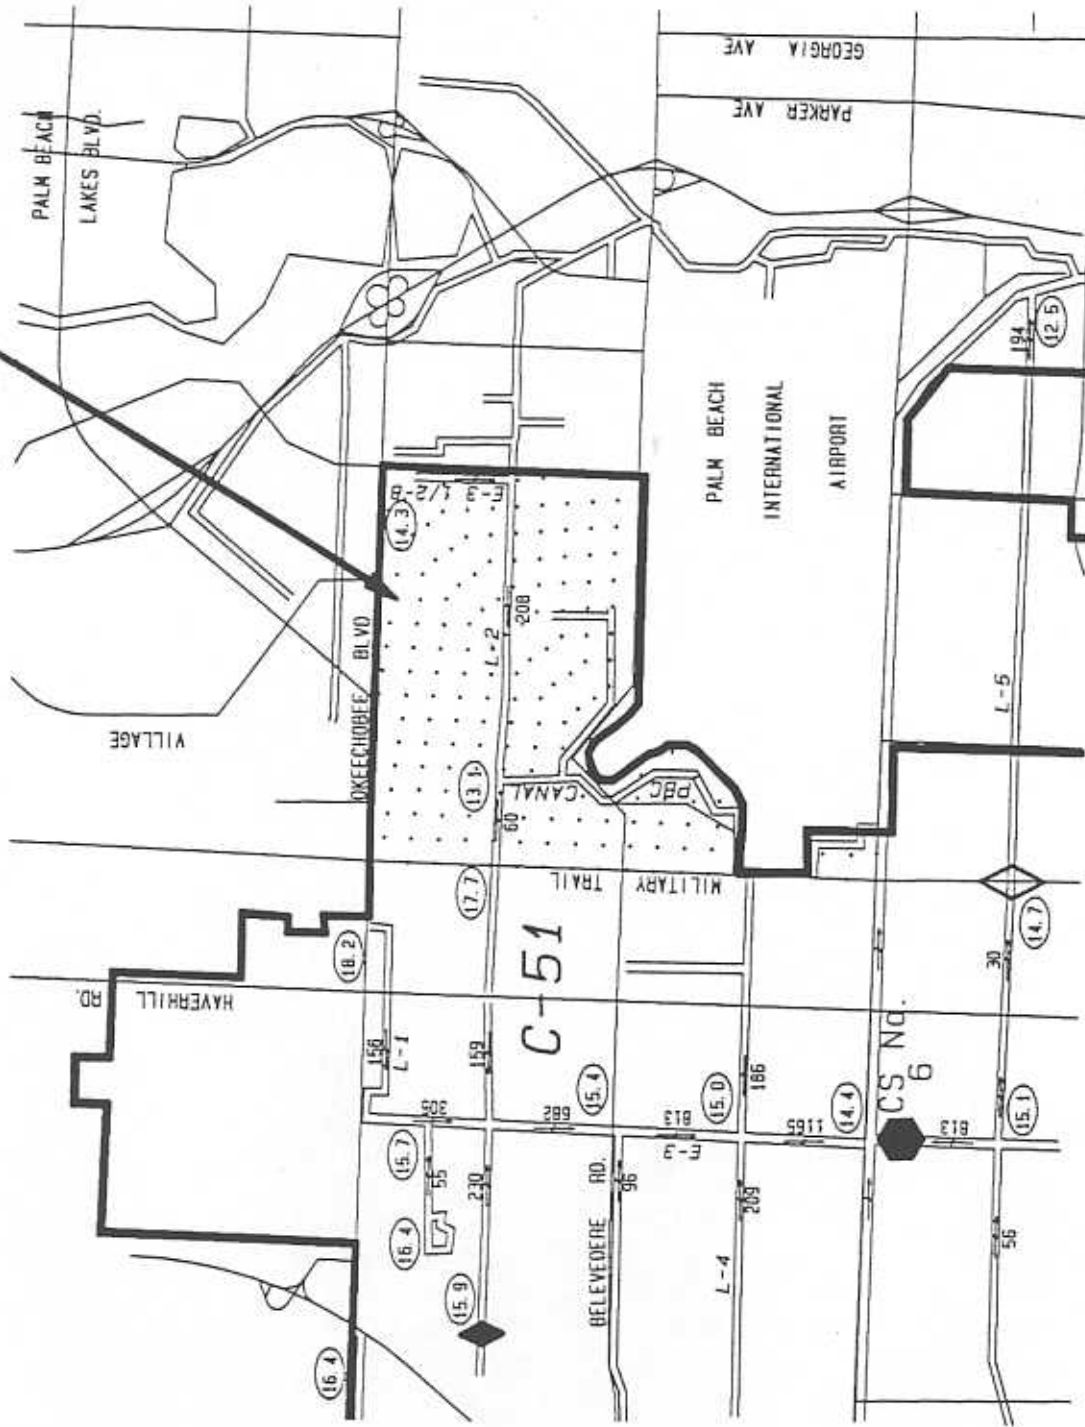 PALM BEACH
LAKES BLVD.
GEORGIA AVE
PARKER AVE
VILLAGE
OKEECHOBEE BLVD
14.3
E-3 1/2-B
L-2
208
PALM BEACH
INTERNATIONAL
AIRPORT
194
12.5
L-5
13.1
60
CANAL
PBC
17.7
MILITARY TRAIL
18.2
HAVERHILL RD.
C-51
14.7
30
156
L-1
159
305
682
15.4
813
E-3
15.0
186
1165
14.4
CS No.
6
813
15.1
15.7
55
16.4
230
15.9
BELEVEDERE RD.
96
209
L-4
56
16.4